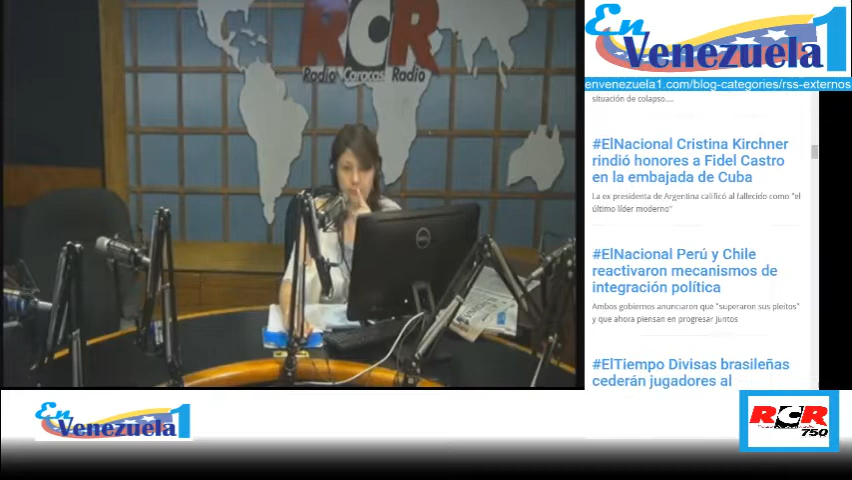 RCR
Radio Caracas Radio
DELL
En
Venezuela 1
envenezuela1.com/blog-categories/rss-externos
situación de colapso....
#ElNacional Cristina Kirchner
rindió honores a Fidel Castro
en la embajada de Cuba
La ex presidenta de Argentina calificó al fallecido como "el
último líder moderno"
#ElNacional Perú y Chile
reactivaron mecanismos de
integración política
Ambos gobiernos anunciaron que "superaron sus pleitos"
y que ahora piensan en progresar juntos
#ElTiempo Divisas brasileñas
cederán jugadores al
En
Venezuela 1
RCR
750